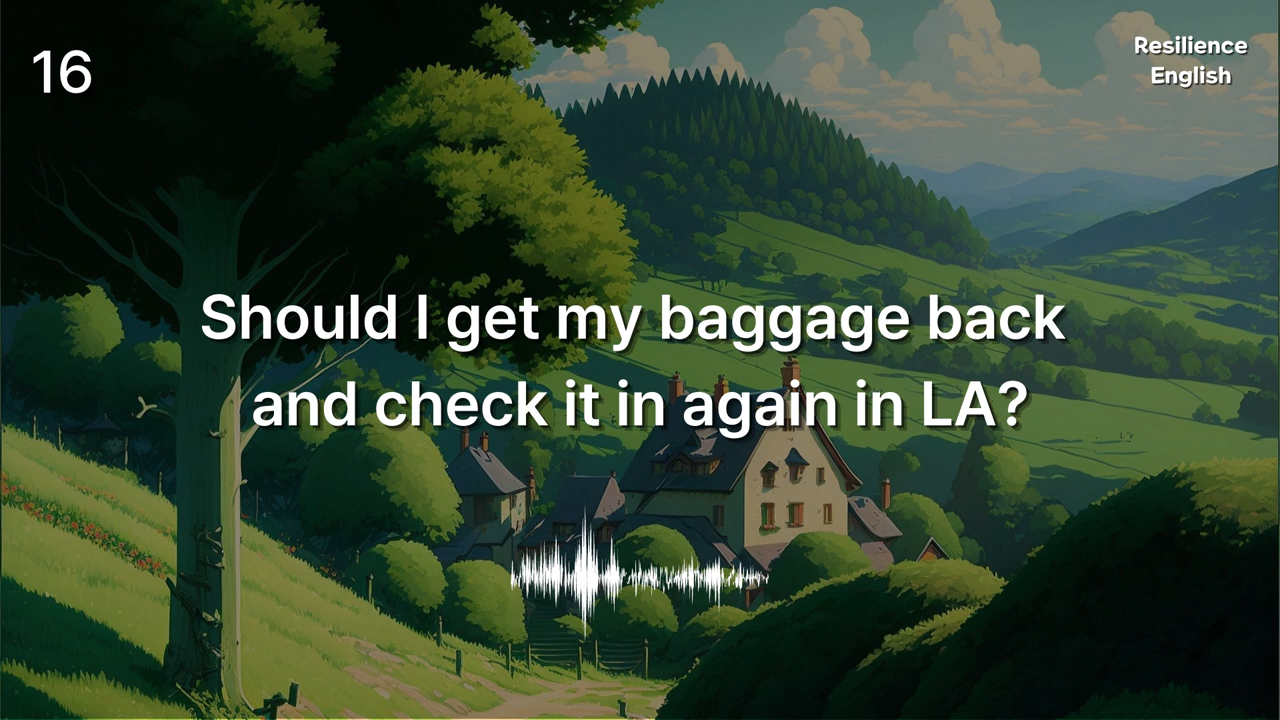 16
Resilience
English
Should I get my baggage back
and check it in again in LA?